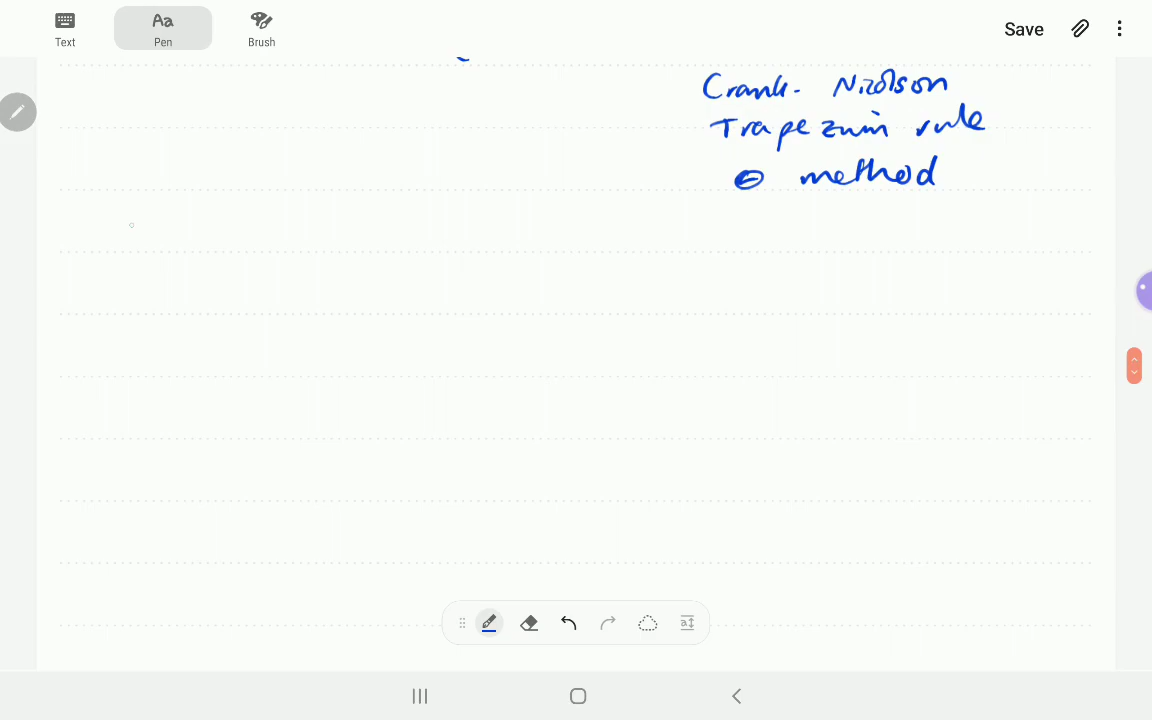 Text
Pen
Brush
Save
Crank- Nicolson
Trapezium rule
Θ method